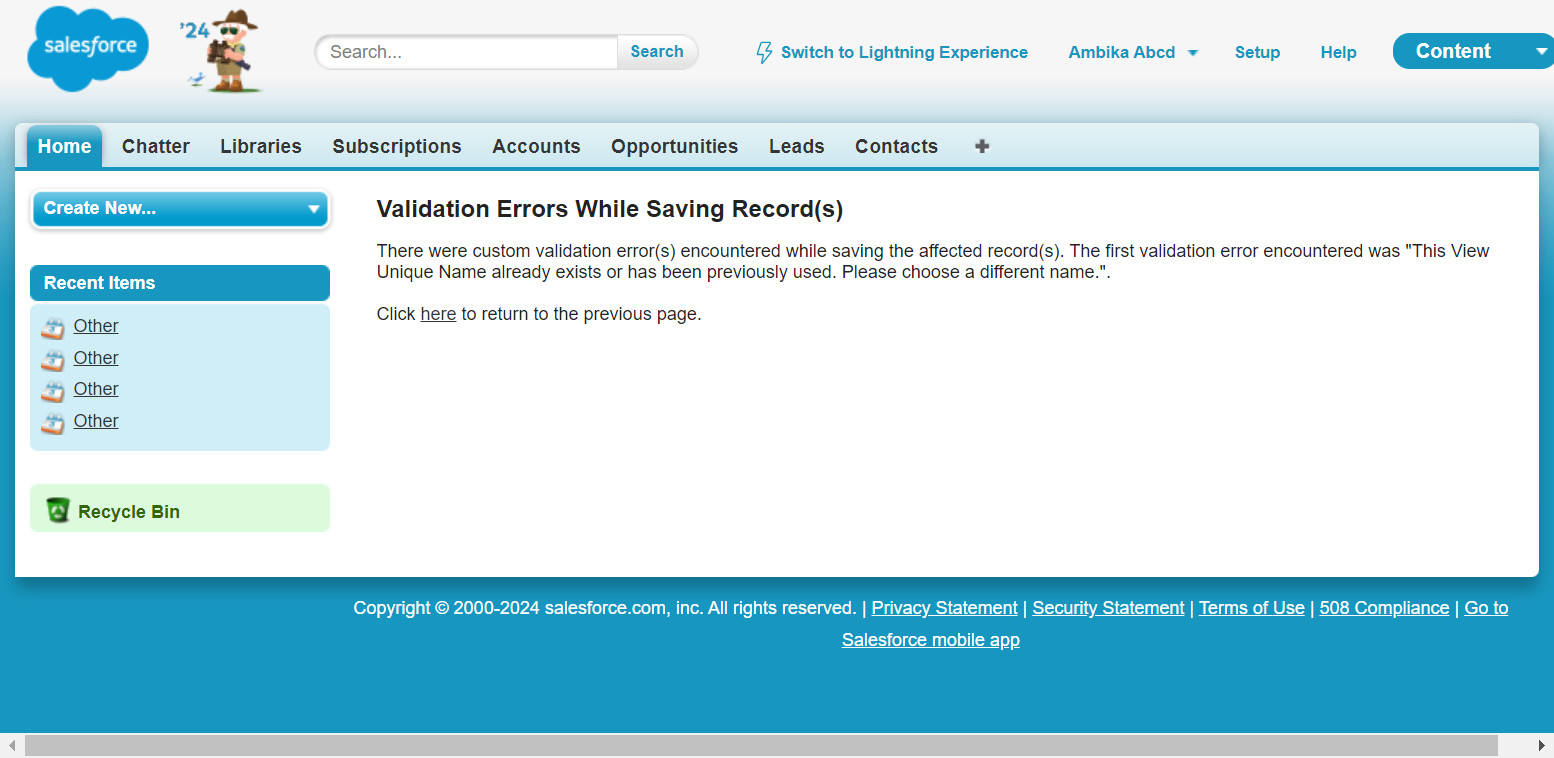 salesforce
'24
Search...
Search
Switch to Lightning Experience
Ambika Abcd
Setup
Help
Content
Home
Chatter
Libraries
Subscriptions
Accounts
Opportunities
Leads
Contacts
Create New...
Validation Errors While Saving Record(s)
There were custom validation error(s) encountered while saving the affected record(s). The first validation error encountered was "This View
Unique Name already exists or has been previously used. Please choose a different name.".
Click here to return to the previous page.
Recent Items
Other
Other
Other
Other
Recycle Bin
Copyright © 2000-2024 salesforce.com, inc. All rights reserved. | Privacy Statement | Security Statement | Terms of Use | 508 Compliance | Go to
Salesforce mobile app